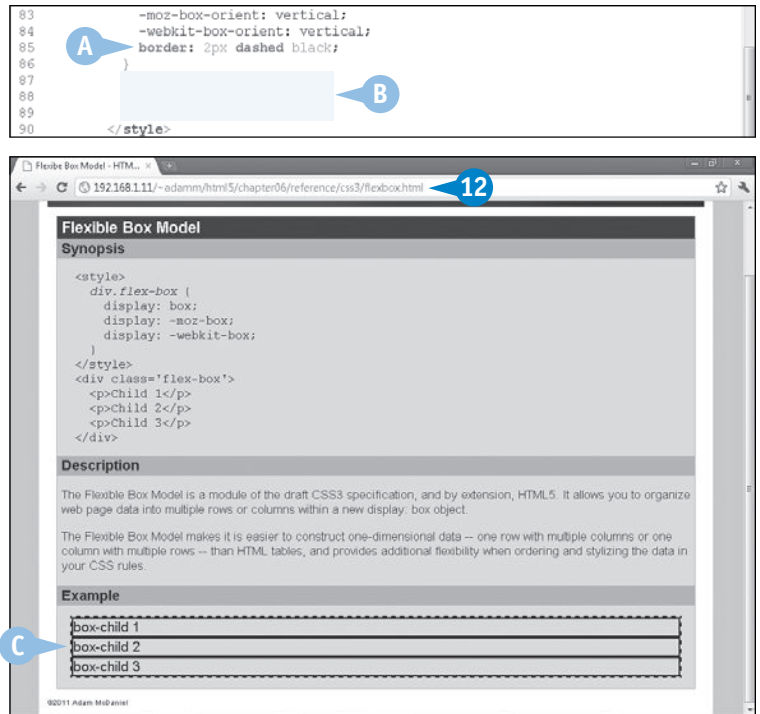 83 -moz-box-orient: vertical;
84 -webkit-box-orient: vertical;
A
85 border: 2px dashed black;
86 }
87
88
B
89
90 </style>
Flexibe Box Model - HTM...
192.168.1.11/~adamm/html5/chapter06/reference/css3/flexbox.html
12
Flexible Box Model
Synopsis
<style>
div.flex-box {
display: box;
display: -moz-box;
display: -webkit-box;
}
</style>
<div class='flex-box'>
<p>Child 1</p>
<p>Child 2</p>
<p>Child 3</p>
</div>
Description
The Flexible Box Model is a module of the draft CSS3 specification, and by extension, HTML5. It allows you to organize
web page data into multiple rows or columns within a new display: box object.
The Flexible Box Model makes it is easier to construct one-dimensional data -- one row with multiple columns or one
column with multiple rows -- than HTML tables, and provides additional flexibility when ordering and stylizing the data in
your CSS rules.
Example
box-child 1
C
box-child 2
box-child 3
©2011 Adam McDaniel